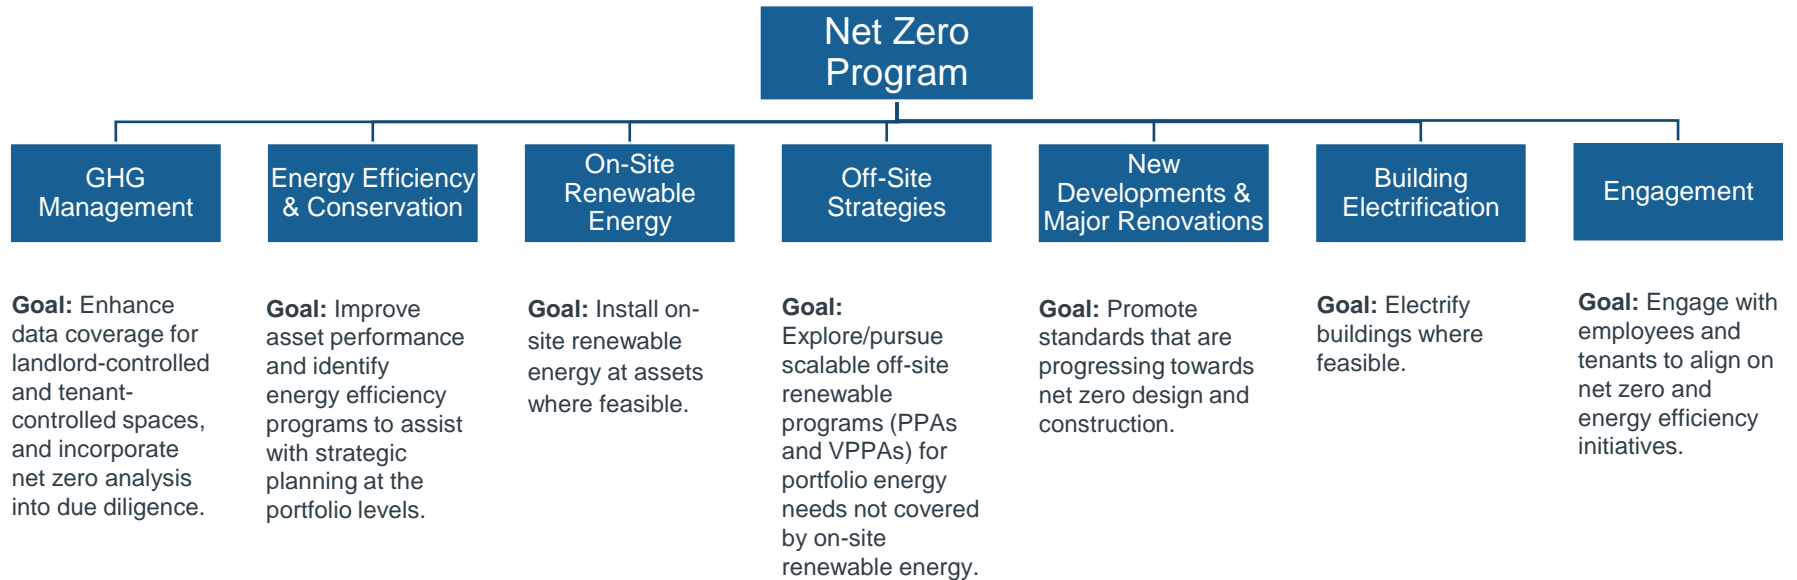 Net Zero
Program
GHG
Management
Energy Efficiency
& Conservation
On-Site
Renewable
Energy
Off-Site
Strategies
New
Developments &
Major Renovations
Building
Electrification
Engagement
Goal: Enhance
data coverage for
landlord-controlled
and tenant-
controlled spaces,
and incorporate
net zero analysis
into due diligence.
Goal: Improve
asset performance
and identify
energy efficiency
programs to assist
with strategic
planning at the
portfolio levels.
Goal: Install on-
site renewable
energy at assets
where feasible.
Goal:
Explore/pursue
scalable off-site
renewable
programs (PPAs
and VPPAs) for
portfolio energy
needs not covered
by on-site
renewable energy.
Goal: Promote
standards that are
progressing towards
net zero design and
construction.
Goal: Electrify
buildings where
feasible.
Goal: Engage with
employees and
tenants to align on
net zero and
energy efficiency
initiatives.